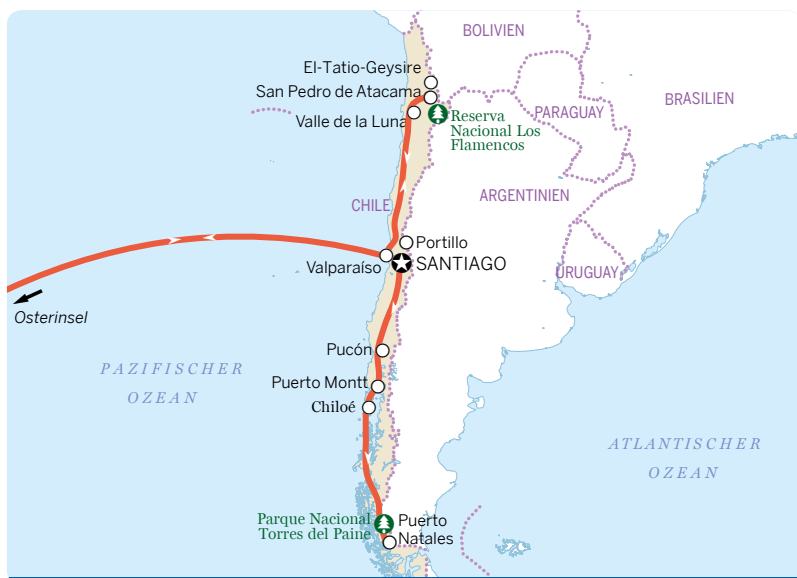 BOLIVIEN
El-Tatio-Geysire
San Pedro de Atacama
BRASILIEN
PARAGUAY
Valle de la Luna
Reserva
Nacional Los
Flamencos
ARGENTINIEN
CHILE
Portillo
Valparaíso
SANTIAGO
URUGUAY
Osterinsel
Pucón
PAZIFISCHER
OZEAN
Puerto Montt
Chiloé
ATLANTISCHER
OZEAN
Parque Nacional
Torres del Paine
Puerto
Natales